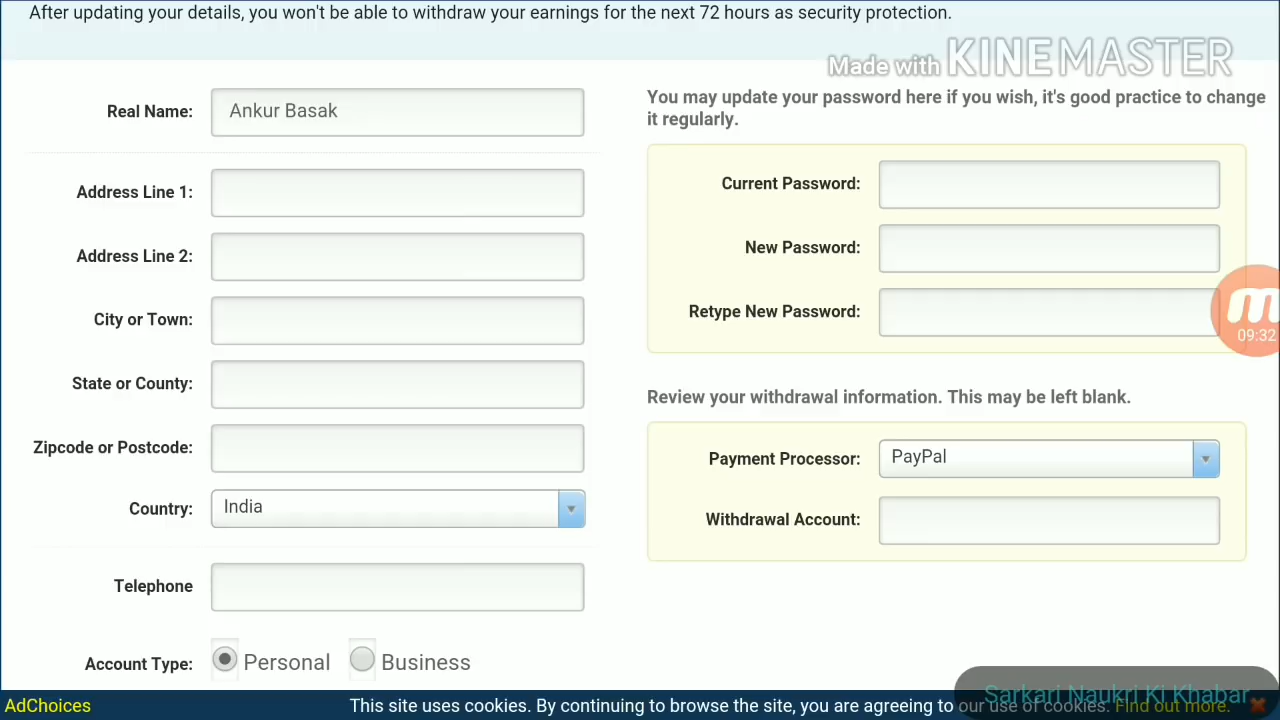 After updating your details, you won't be able to withdraw your earnings for the next 72 hours as security protection.
Made with KINEMASTER
Real Name: Ankur Basak
Address Line 1:
Address Line 2:
City or Town:
State or County:
Zipcode or Postcode:
Country: India
Telephone
Account Type: Personal Business
You may update your password here if you wish, it's good practice to change
it regularly.
Current Password:
New Password:
Retype New Password:
09:32
Review your withdrawal information. This may be left blank.
Payment Processor: PayPal
Withdrawal Account:
Sarkari Naukri Ki Khabar
AdChoices
This site uses cookies. By continuing to browse the site, you are agreeing to our use of cookies. Find out more.